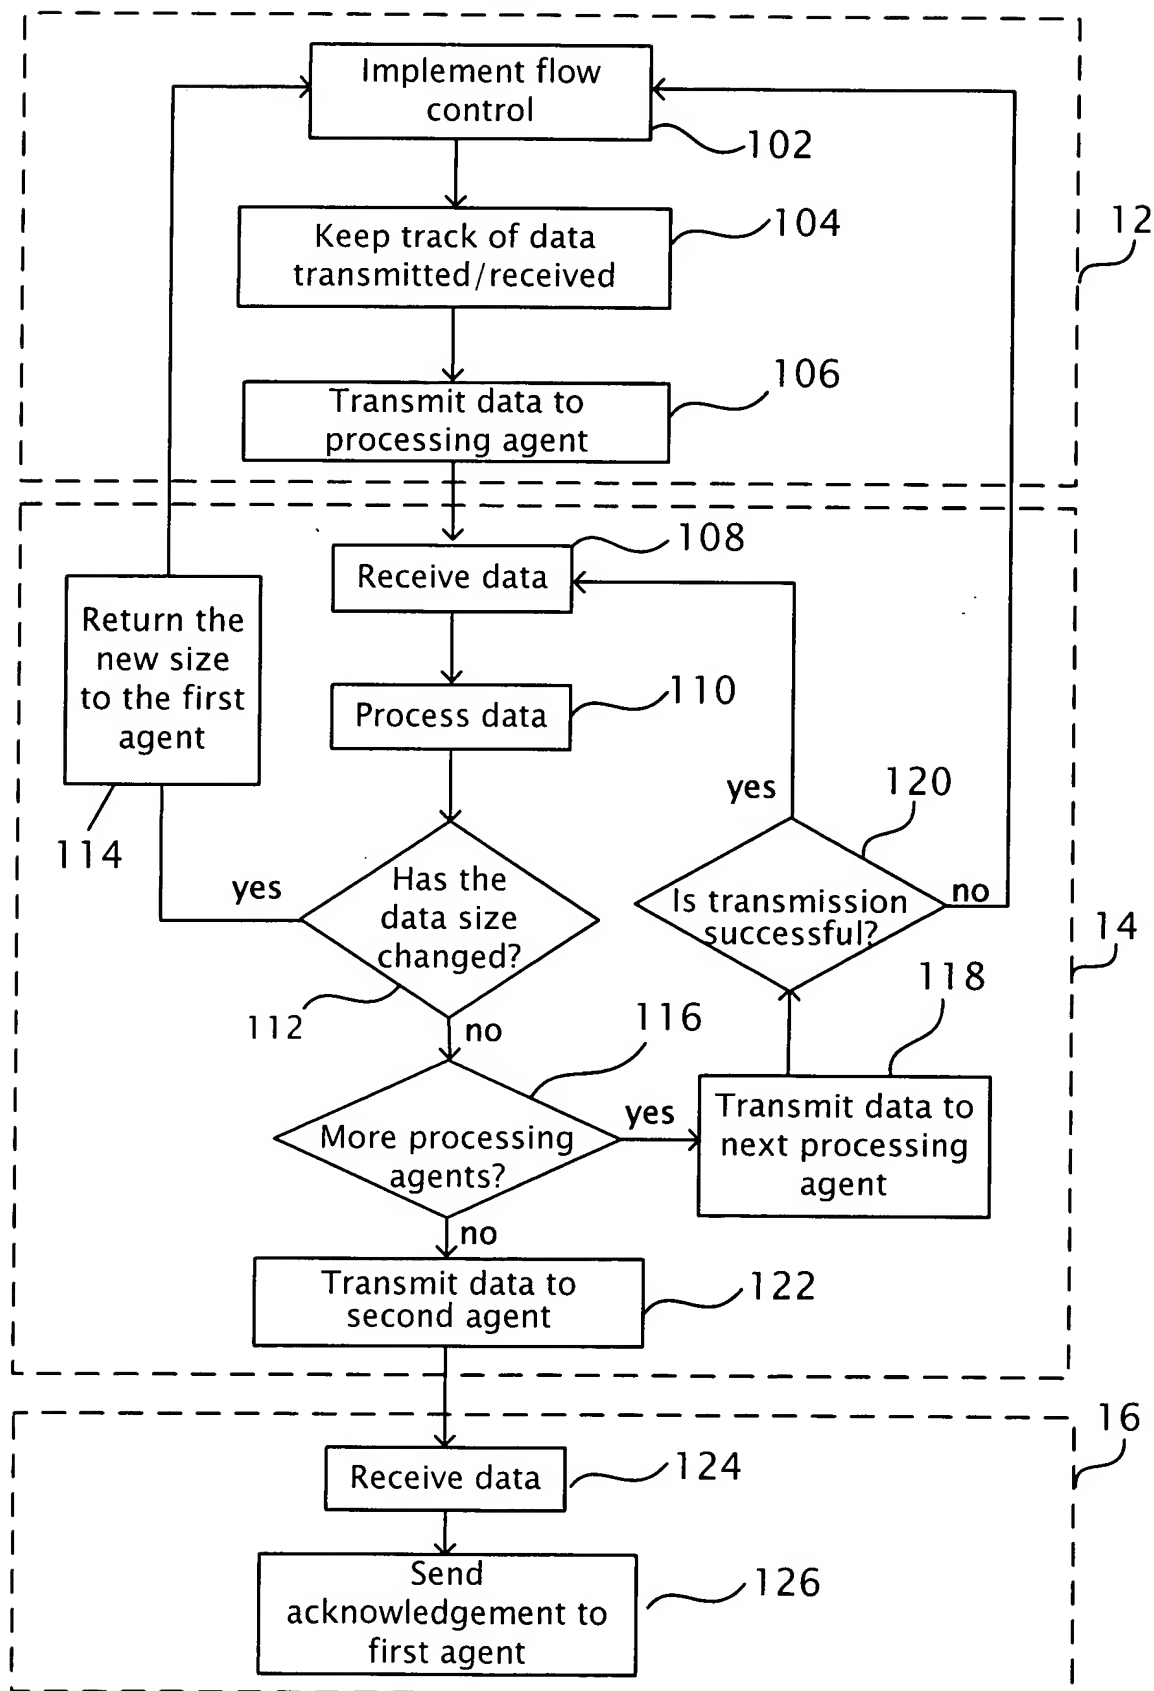 Implement flow
control
102
104
Keep track of data
transmitted/received
12
106
Transmit data to
processing agent
108
Receive data
Return the
new size
to the first
agent
114
110
Process data
yes
120
Has the
data size
changed?
yes
112
no
Is transmission
successful?
no
14
118
116
More processing
agents?
yes
Transmit data to
next processing
agent
no
Transmit data to
second agent
122
16
124
Receive data
Send
acknowledgement to
first agent
126